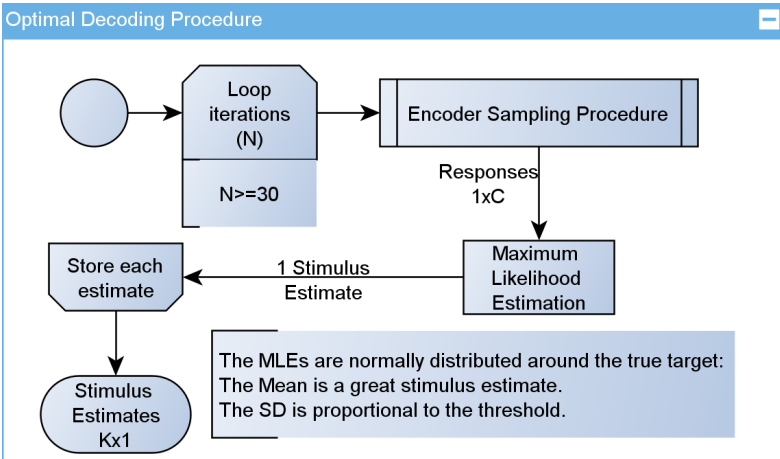 Optimal Decoding Procedure
Loop
iterations
(N)
N>=30
Encoder Sampling Procedure
Responses
1xC
Maximum
Likelihood
Estimation
1 Stimulus
Estimate
Store each
estimate
Stimulus
Estimates
Kx1
The MLEs are normally distributed around the true target:
The Mean is a great stimulus estimate.
The SD is proportional to the threshold.